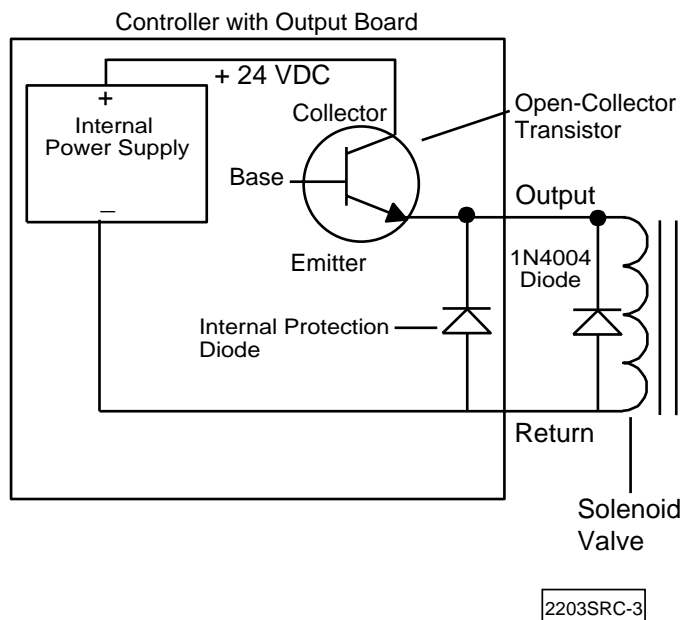 Controller with Output Board
+ 24 VDC
+
Internal
Power Supply
–
Collector
Open-Collector
Transistor
Base
Emitter
Output
1N4004
Diode
Internal Protection
Diode
Return
Solenoid
Valve
2203SRC-3